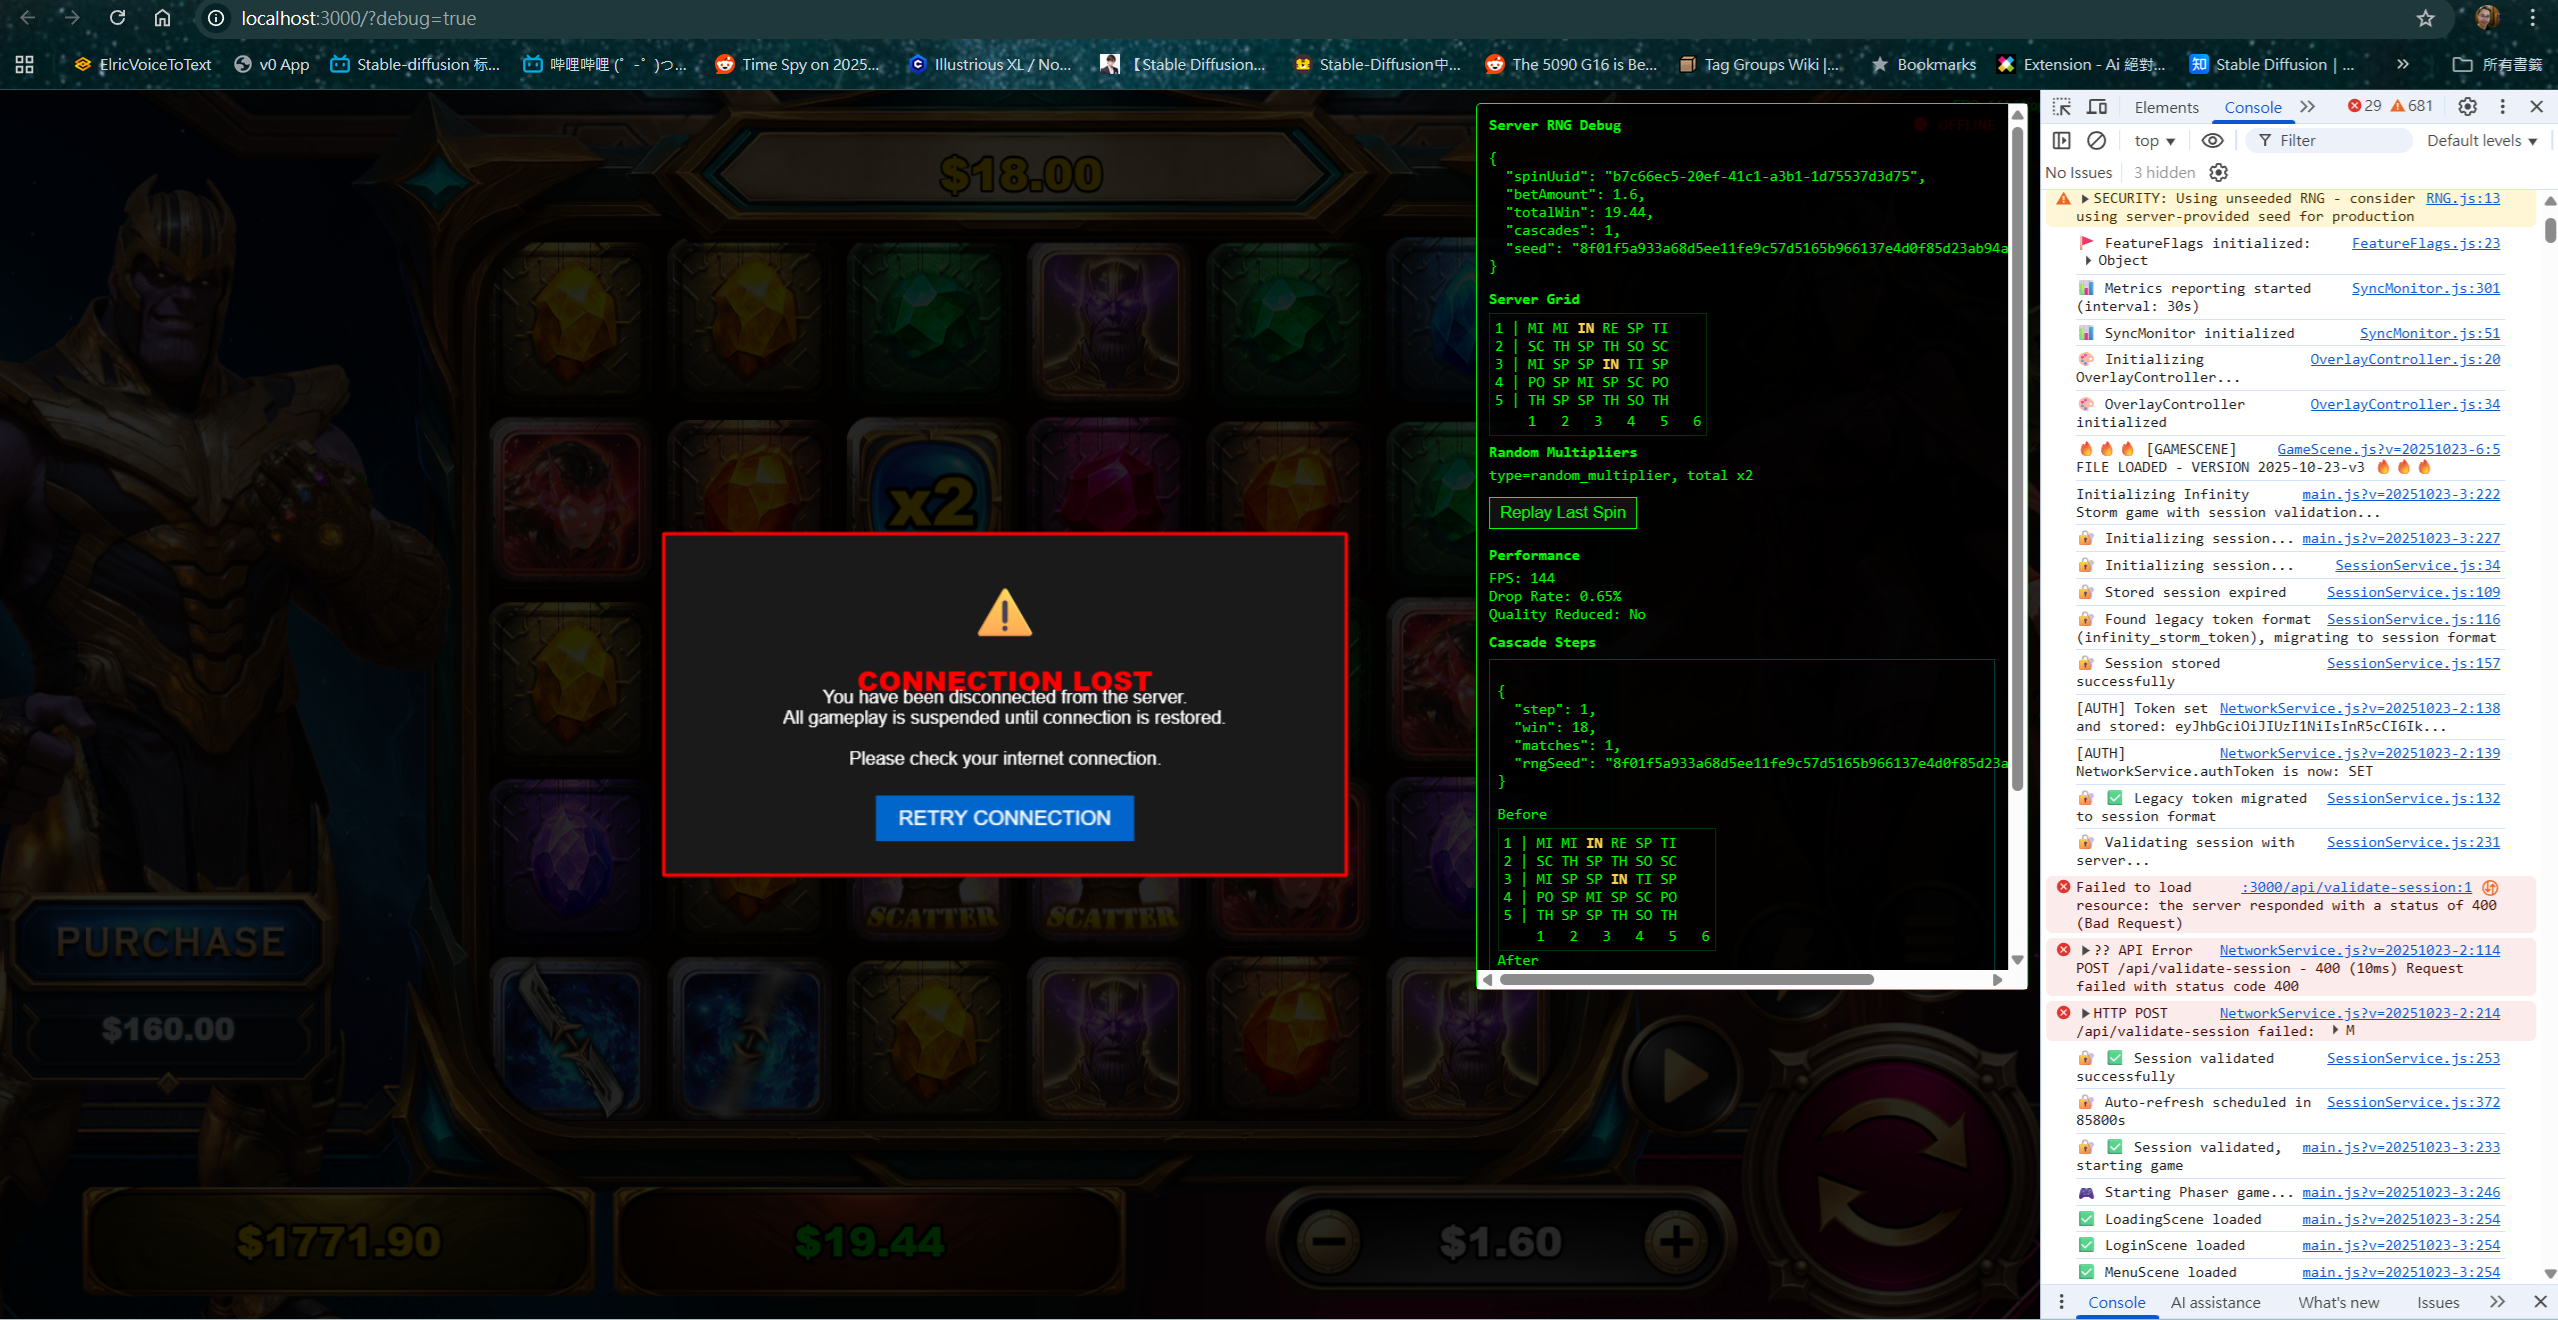 localhost:3000/?debug=true
ElricVoiceToText
v0 App
Stable-diffusion 标...
哔哩哔哩 (゜-゜)つ...
Time Spy on 2025...
Illustrious XL / No...
【Stable Diffusion...
Stable-Diffusion中...
The 5090 G16 is Be...
Tag Groups Wiki |...
Bookmarks
Extension - Ai 絕對...
Stable Diffusion | ...
所有書籤
$18.00
x2
CONNECTION LOST
You have been disconnected from the server.
All gameplay is suspended until connection is restored.
Please check your internet connection.
RETRY CONNECTION
SCATTER SCATTER
PURCHASE
$160.00
$1771.90
$19.44
$1.60
OFFLINE
Server RNG Debug
{
"spinUuid": "b7c66ec5-20ef-41c1-a3b1-1d75537d3d75",
"betAmount": 1.6,
"totalWin": 19.44,
"cascades": 1,
"seed": "8f01f5a933a68d5ee11fe9c57d5165b966137e4d0f85d23ab94a
}
Server Grid
1 | MI MI IN RE SP TI
2 | SC TH SP TH SO SC
3 | MI SP SP IN TI SP
4 | PO SP MI SP SC PO
5 | TH SP SP TH SO TH
1 2 3 4 5 6
Random Multipliers
type=random_multiplier, total x2
Replay Last Spin
Performance
FPS: 144
Drop Rate: 0.65%
Quality Reduced: No
Cascade Steps
{
"step": 1,
"win": 18,
"matches": 1,
"rngSeed": "8f01f5a933a68d5ee11fe9c57d5165b966137e4d0f85d23a
}
Before
1 | MI MI IN RE SP TI
2 | SC TH SP TH SO SC
3 | MI SP SP IN TI SP
4 | PO SP MI SP SC PO
5 | TH SP SP TH SO TH
1 2 3 4 5 6
After
Elements Console 29 681
top Filter Default levels
No Issues 3 hidden
SECURITY: Using unseeded RNG - consider RNG.js:13
using server-provided seed for production
FeatureFlags initialized: FeatureFlags.js:23
Object
Metrics reporting started SyncMonitor.js:301
(interval: 30s)
SyncMonitor initialized SyncMonitor.js:51
Initializing OverlayController.js:20
OverlayController...
OverlayController OverlayController.js:34
initialized
🔥🔥🔥 [GAMESCENE] GameScene.js?v=20251023-6:5
FILE LOADED - VERSION 2025-10-23-v3 🔥🔥🔥
Initializing Infinity main.js?v=20251023-3:222
Storm game with session validation...
Initializing session... main.js?v=20251023-3:227
Initializing session... SessionService.js:34
Stored session expired SessionService.js:109
Found legacy token format SessionService.js:116
(infinity_storm_token), migrating to session format
Session stored SessionService.js:157
successfully
[AUTH] Token set NetworkService.js?v=20251023-2:138
and stored: eyJhbGciOiJIUzI1NiIsInR5cCI6Ik...
[AUTH] NetworkService.js?v=20251023-2:139
NetworkService.authToken is now: SET
✅ Legacy token migrated SessionService.js:132
to session format
Validating session with SessionService.js:231
server...
Failed to load :3000/api/validate-session:1
resource: the server responded with a status of 400
(Bad Request)
?? API Error NetworkService.js?v=20251023-2:114
POST /api/validate-session - 400 (10ms) Request
failed with status code 400
HTTP POST NetworkService.js?v=20251023-2:214
/api/validate-session failed: M
✅ Session validated SessionService.js:253
successfully
Auto-refresh scheduled in SessionService.js:372
85800s
✅ Session validated, main.js?v=20251023-3:233
starting game
Starting Phaser game... main.js?v=20251023-3:246
✅ LoadingScene loaded main.js?v=20251023-3:254
✅ LoginScene loaded main.js?v=20251023-3:254
✅ MenuScene loaded main.js?v=20251023-3:254
Console AI assistance What's new Issues